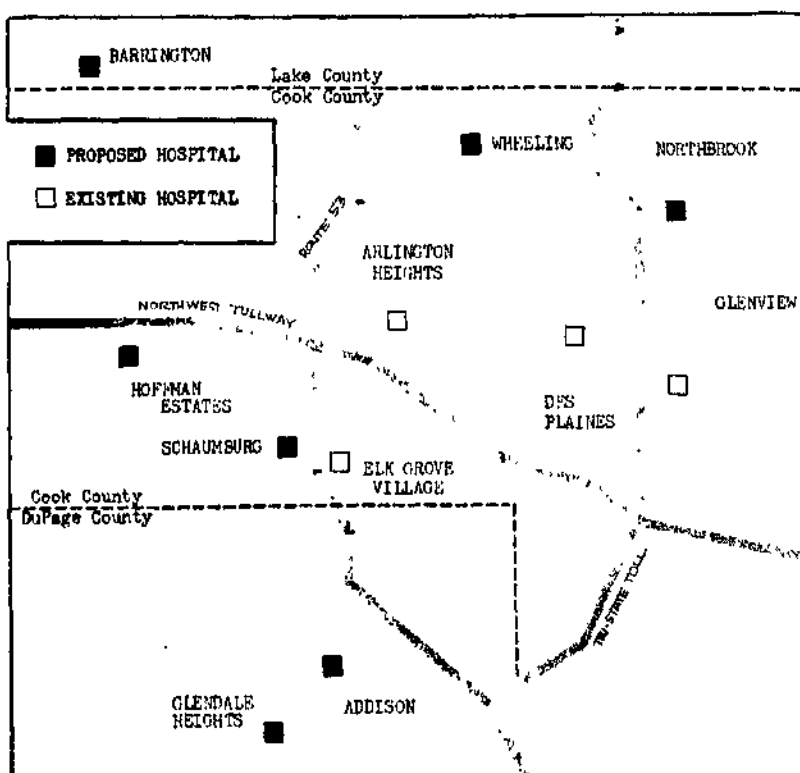 BARRINGTON
Lake County
Cook County
PROPOSED HOSPITAL
EXISTING HOSPITAL
WHEELING
NORTHBROOK
ROUTE 53
ARLINGTON
HEIGHTS
NORTHWEST TOLLWAY
GLENVIEW
HOFFMAN
ESTATES
DES
PLAINES
SCHAUMBURG
ELK GROVE
VILLAGE
Cook County
DuPage County
TRI-STATE TOLL
GLENDALE
HEIGHTS
ADDISON